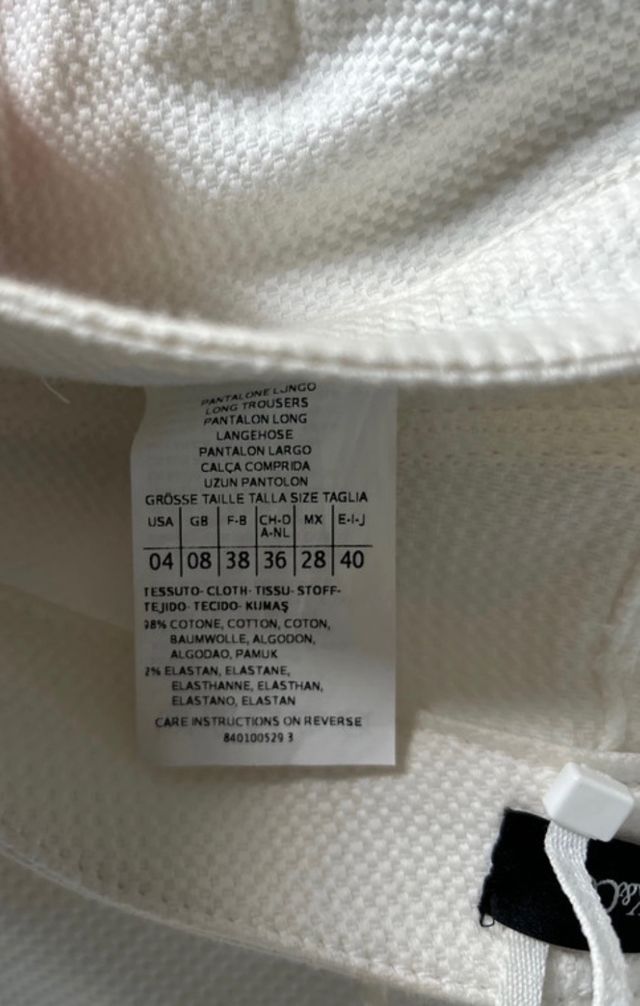 PANTALONE LUNGO
LONG TROUSERS
PANTALON LONG
LANGEHOSE
PANTALON LARGO
CALÇA COMPRIDA
UZUN PANTOLON
GRÖSSE TAILLE TALLA SIZE TAGLIA
USA GB F-B CH-D A-NL MX E-I-J
04 08 38 36 28 40
TESSUTO- CLOTH- TISSU- STOFF-
TEJIDO- TECIDO- KUMAŞ
98% COTONE, COTTON, COTON,
BAUMWOLLE, ALGODON,
ALGODAO, PAMUK
2% ELASTAN, ELASTANE,
ELASTHANNE, ELASTHAN,
ELASTANO, ELASTAN
CARE INSTRUCTIONS ON REVERSE
840100529 3